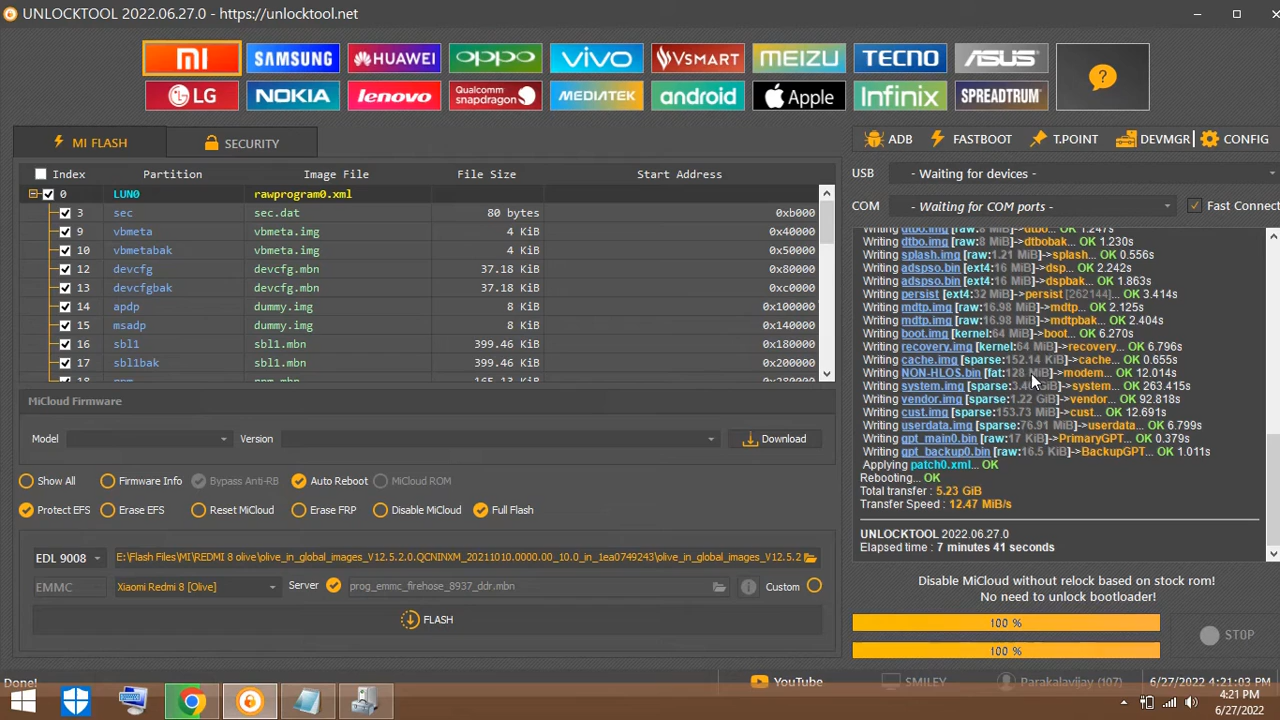 UNLOCKTOOL 2022.06.27.0 - https://unlocktool.net
MI
SAMSUNG
HUAWEI
oppo
vivo
VSMART
MEIZU
TECNO
ASUS
LG
NOKIA
lenovo
Qualcomm snapdragon
MEDIATEK
android
Apple
Infinix
SPREADTRUM
?
MI FLASH
SECURITY
ADB
FASTBOOT
T.POINT
DEVMGR
CONFIG
Index Partition Image File File Size Start Address
0 LUN0 rawprogram0.xml
3 sec sec.dat 80 bytes 0xb000
9 vbmeta vbmeta.img 4 KiB 0x40000
10 vbmetabak vbmeta.img 4 KiB 0x50000
12 devcfg devcfg.mbn 37.18 KiB 0x80000
13 devcfgbak devcfg.mbn 37.18 KiB 0xc0000
14 apdp dummy.img 8 KiB 0x100000
15 msadp dummy.img 8 KiB 0x140000
16 sbl1 sbl1.mbn 399.46 KiB 0x180000
17 sbl1bak sbl1.mbn 399.46 KiB 0x200000
USB - Waiting for devices -
COM - Waiting for COM ports - Fast Connect
Writing dtbo.img [raw:8 MiB]->dtbo... OK 1.247s
Writing dtbo.img [raw:8 MiB]->dtbobak... OK 1.230s
Writing splash.img [raw:1.21 MiB]->splash... OK 0.556s
Writing adspso.bin [ext4:16 MiB]->dsp... OK 2.242s
Writing adspso.bin [ext4:16 MiB]->dspbak... OK 1.863s
Writing persist [ext4:32 MiB]->persist [262144]... OK 3.414s
Writing mdtp.img [raw:16.98 MiB]->mdtp... OK 2.125s
Writing mdtp.img [raw:16.98 MiB]->mdtpbak... OK 2.404s
Writing boot.img [kernel:64 MiB]->boot... OK 6.270s
Writing recovery.img [kernel:64 MiB]->recovery... OK 6.796s
Writing cache.img [sparse:152.14 KiB]->cache... OK 0.655s
Writing NON-HLOS.bin [fat:128 MiB]->modem... OK 12.014s
Writing system.img [sparse:3. GiB]->system... OK 263.415s
Writing vendor.img [sparse:1.22 GiB]->vendor... OK 92.818s
Writing cust.img [sparse:153.73 MiB]->cust... OK 12.691s
Writing userdata.img [sparse:76.91 MiB]->userdata... OK 6.799s
Writing gpt_main0.bin [raw:17 KiB]->PrimaryGPT... OK 0.379s
Writing gpt_backup0.bin [raw:16.5 KiB]->BackupGPT... OK 1.011s
Applying patch0.xml... OK
Rebooting... OK
Total transfer : 5.23 GiB
Transfer Speed : 12.47 MiB/s
UNLOCKTOOL 2022.06.27.0
Elapsed time : 7 minutes 41 seconds
MiCloud Firmware
Model Version Download
Show All Firmware Info Bypass Anti-RB Auto Reboot MiCloud ROM
Protect EFS Erase EFS Reset MiCloud Erase FRP Disable MiCloud Full Flash
EDL 9008 E:\Flash Files\MI\REDMI 8 olive\olive_in_global_images_V12.5.2.0.QCNINXM_20211010.0000.00_10.0_in_1ea0749243\olive_in_global_images_V12.5.2
EMMC Xiaomi Redmi 8 [Olive] Server prog_emmc_firehose_8937_ddr.mbn Custom
FLASH
Disable MiCloud without relock based on stock rom!
No need to unlock bootloader!
100 %
100 %
STOP
Done!
YouTube
SMILEY
Parakalavijay (107)
6/27/2022 4:21:03 PM
4:21 PM
6/27/2022